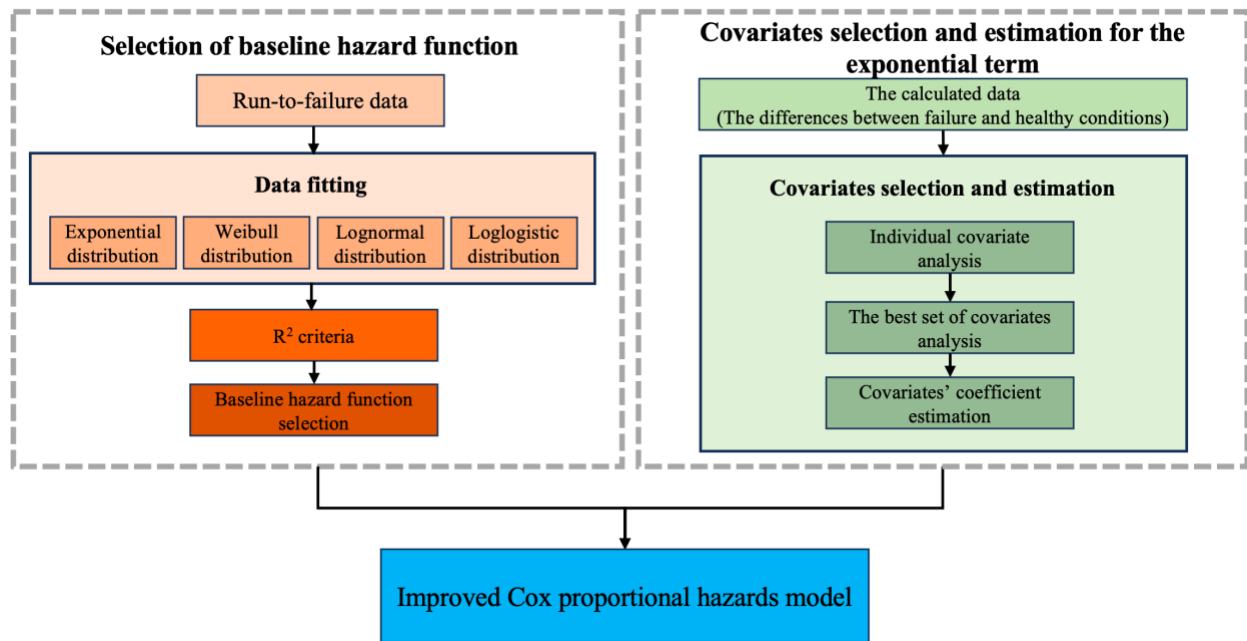 Selection of baseline hazard function
Run-to-failure data
Data fitting
Exponential
distribution
Weibull
distribution
Lognormal
distribution
Loglogistic
distribution
R² criteria
Baseline hazard function
selection
Covariates selection and estimation for the
exponential term
The calculated data
(The differences between failure and healthy conditions)
Covariates selection and estimation
Individual covariate
analysis
The best set of covariates
analysis
Covariates’ coefficient
estimation
Improved Cox proportional hazards model